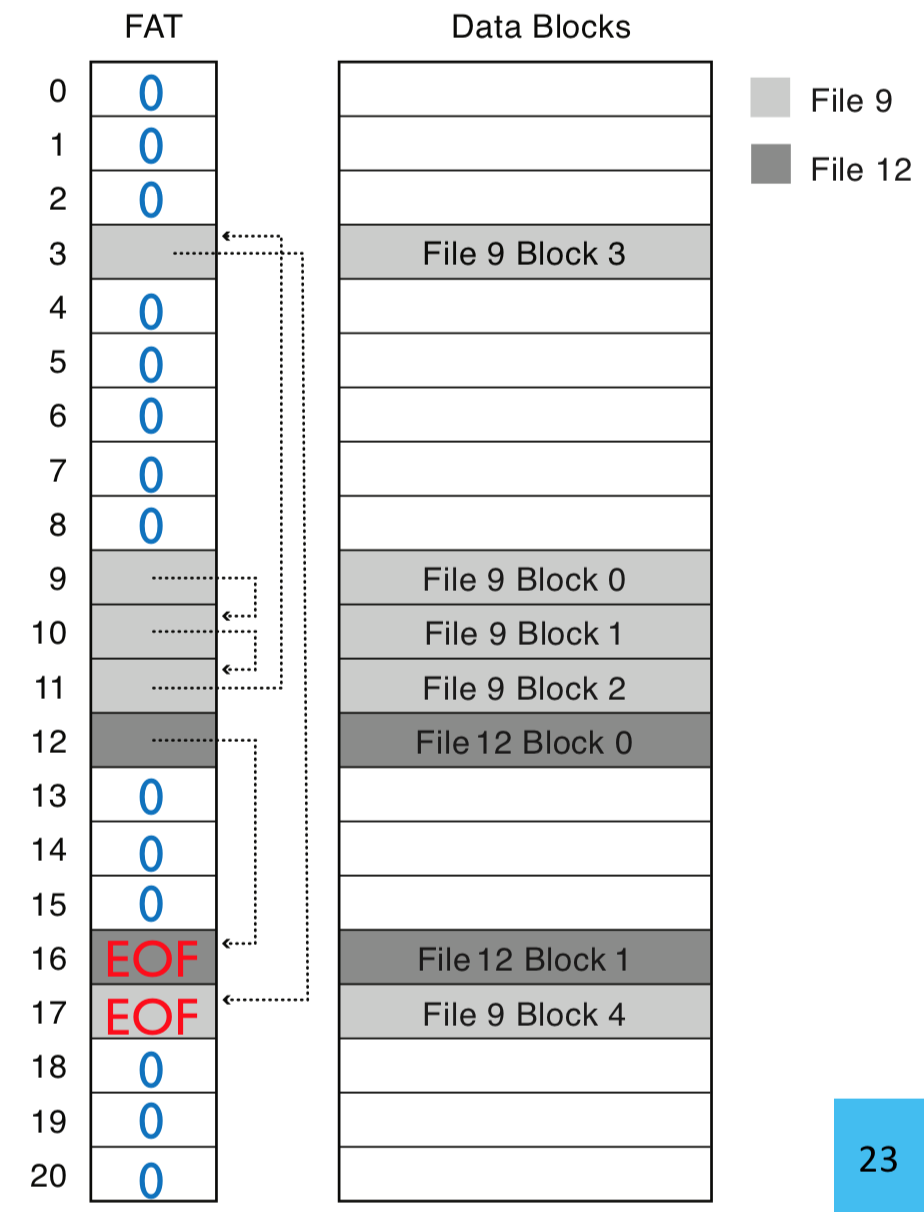 FAT Data Blocks
File 9
File 12
0 0
1 0
2 0
3 File 9 Block 3
4 0
5 0
6 0
7 0
8 0
9 File 9 Block 0
10 File 9 Block 1
11 File 9 Block 2
12 File 12 Block 0
13 0
14 0
15 0
16 EOF File 12 Block 1
17 EOF File 9 Block 4
18 0
19 0
20 0
23